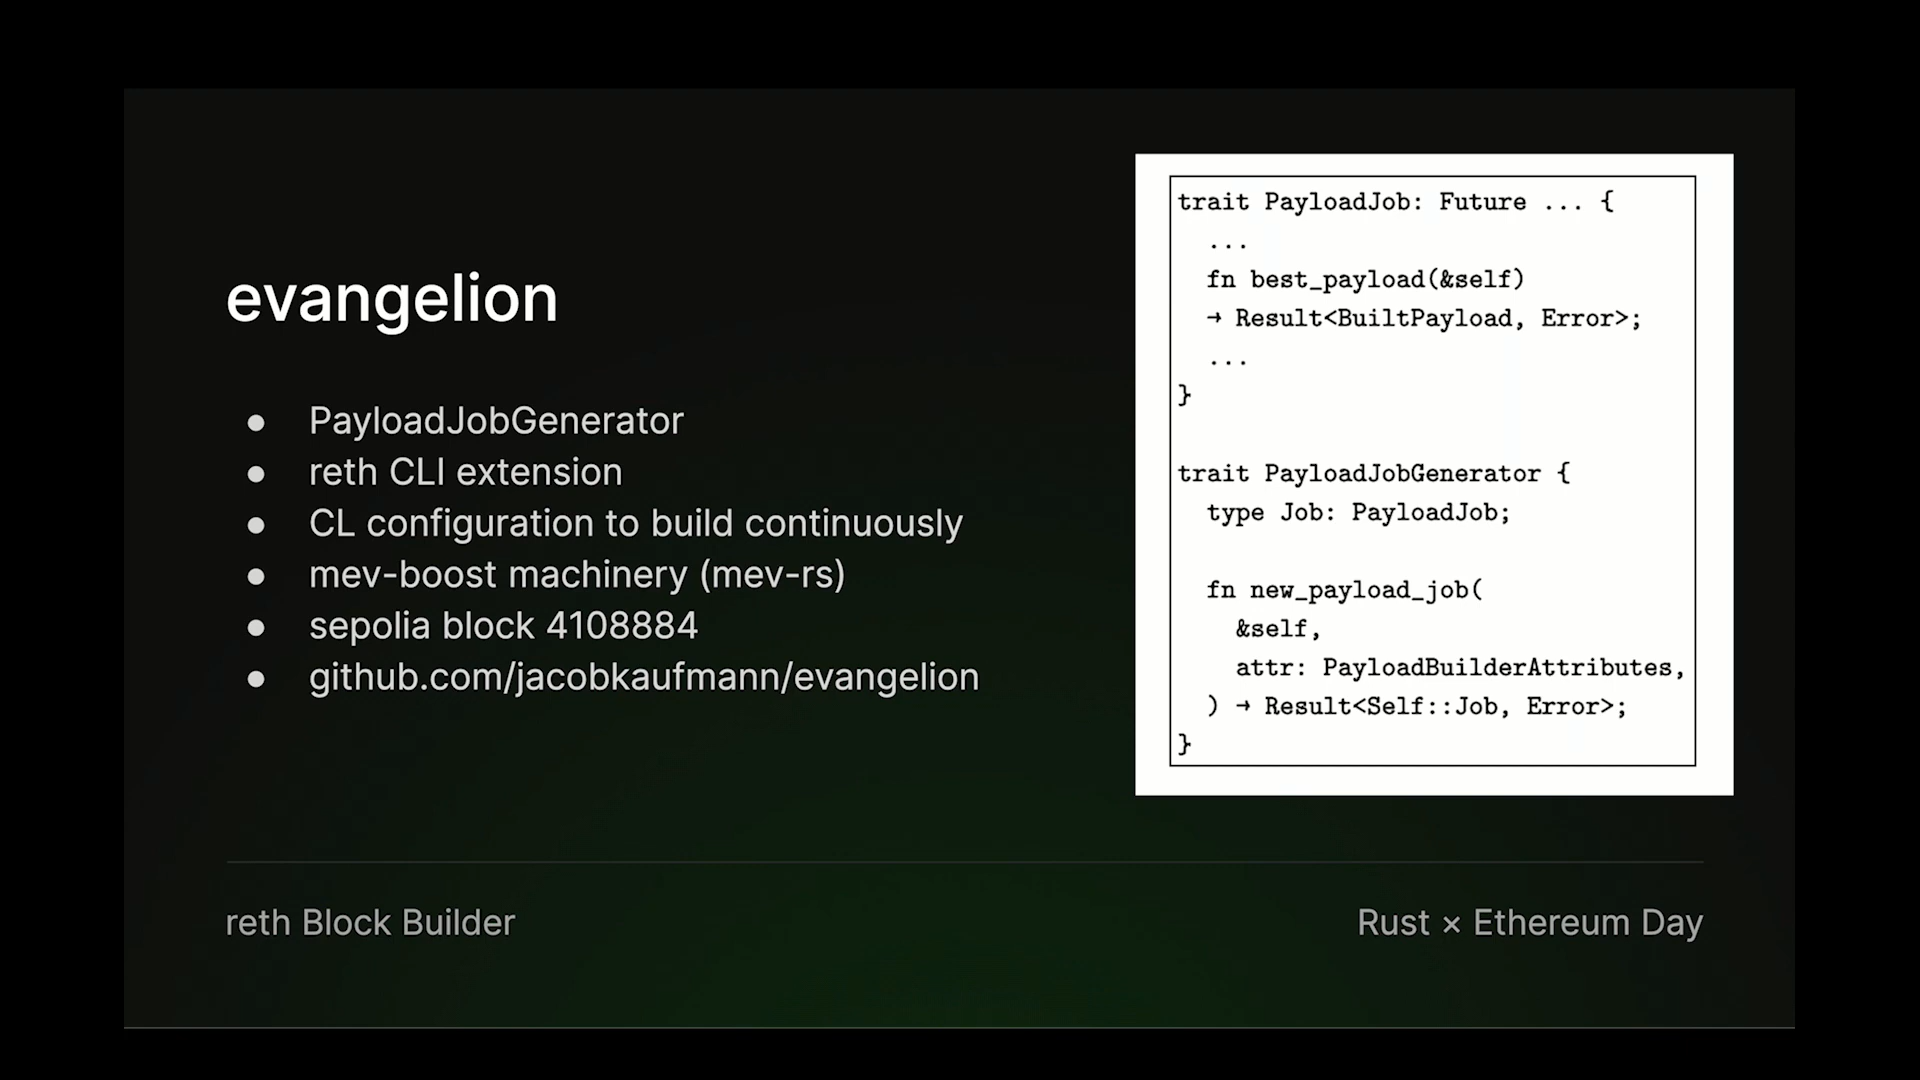 evangelion
● PayloadJobGenerator
● reth CLI extension
● CL configuration to build continuously
● mev-boost machinery (mev-rs)
● sepolia block 4108884
● github.com/jacobkaufmann/evangelion
trait PayloadJob: Future ... {
  ...
  fn best_payload(&self)
  → Result<BuiltPayload, Error>;
  ...
}

trait PayloadJobGenerator {
  type Job: PayloadJob;

  fn new_payload_job(
    &self,
    attr: PayloadBuilderAttributes,
  ) → Result<Self::Job, Error>;
}
reth Block Builder
Rust × Ethereum Day